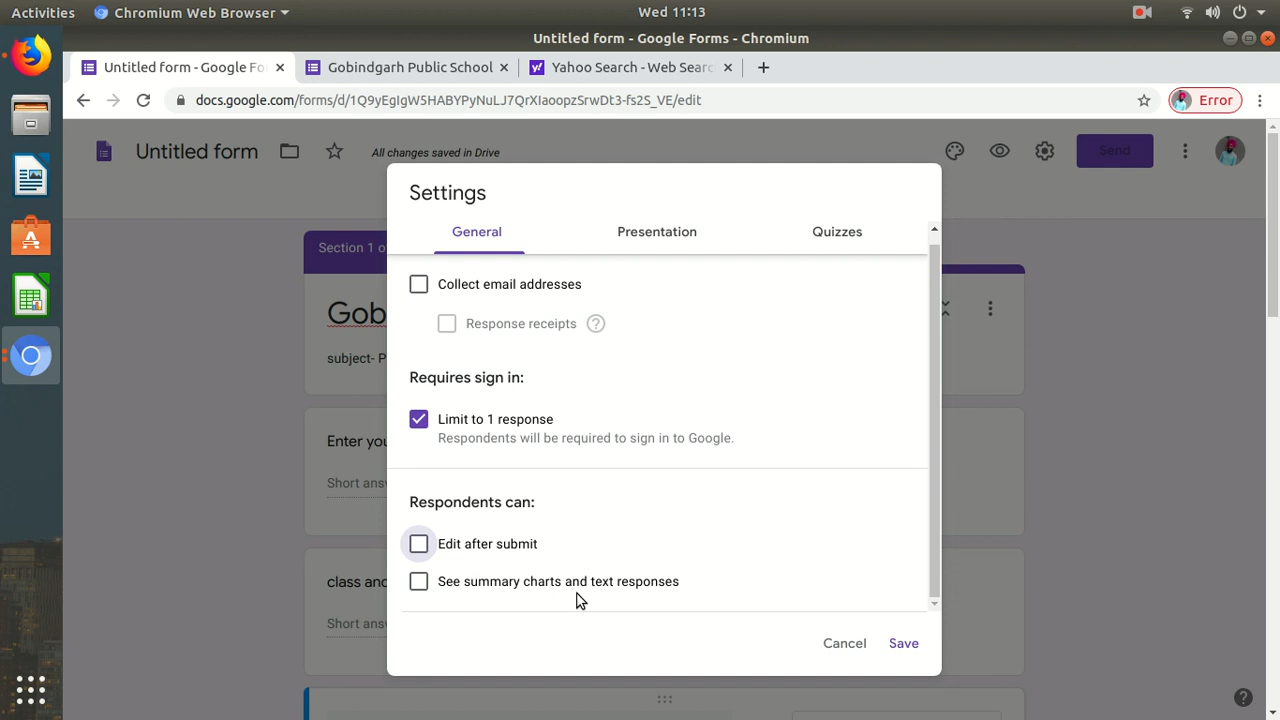 Activities Chromium Web Browser Wed 11:13
Untitled form - Google Forms - Chromium
Untitled form - Google Fo Gobindgarh Public School Yahoo Search - Web Searc
docs.google.com/forms/d/1Q9yEgIgW5HABYPyNuLJ7QrXIaoopzSrwDt3-fs2S_VE/edit Error
Untitled form All changes saved in Drive Send
Settings
General Presentation Quizzes
Section 1 o
Collect email addresses
Gob
Response receipts
subject- P
Requires sign in:
Limit to 1 response
Respondents will be required to sign in to Google.
Enter you
Short ansv
Respondents can:
Edit after submit
See summary charts and text responses
class and
Short ansv
Cancel Save